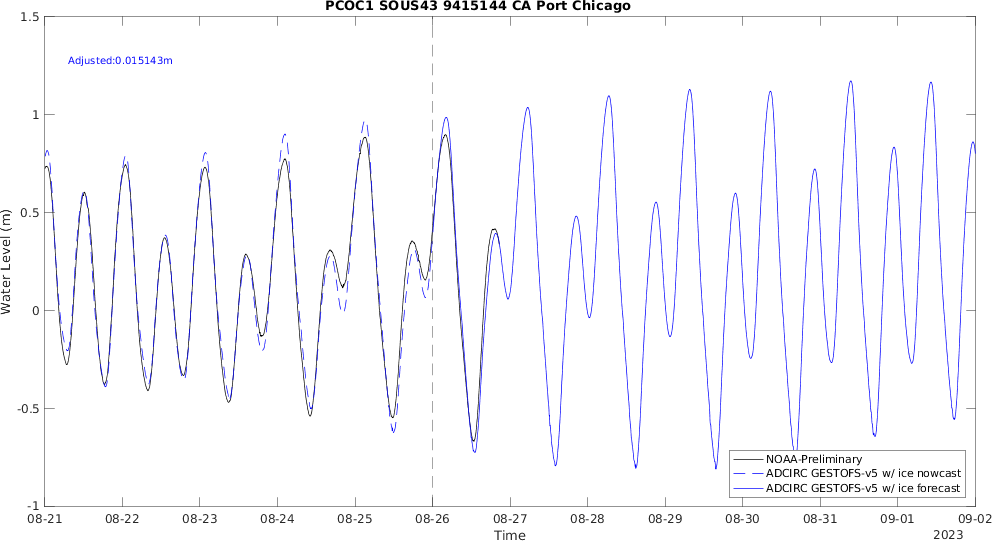 PCOC1 SOUS43 9415144 CA Port Chicago
Adjusted:0.015143m
Water Level (m)
1.5
1
0.5
0
-0.5
-1
NOAA-Preliminary
ADCIRC GESTOFS-v5 w/ ice nowcast
ADCIRC GESTOFS-v5 w/ ice forecast
08-21 08-22 08-23 08-24 08-25 08-26 08-27 08-28 08-29 08-30 08-31 09-01 09-02
Time
2023